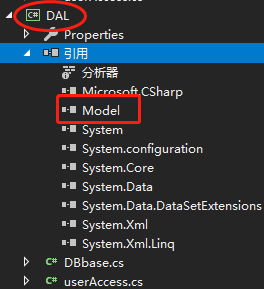 DAL
Properties
引用
分析器
Microsoft.CSharp
Model
System
System.configuration
System.Core
System.Data
System.Data.DataSetExtensions
System.Xml
System.Xml.Linq
DBbase.cs
userAccess.cs